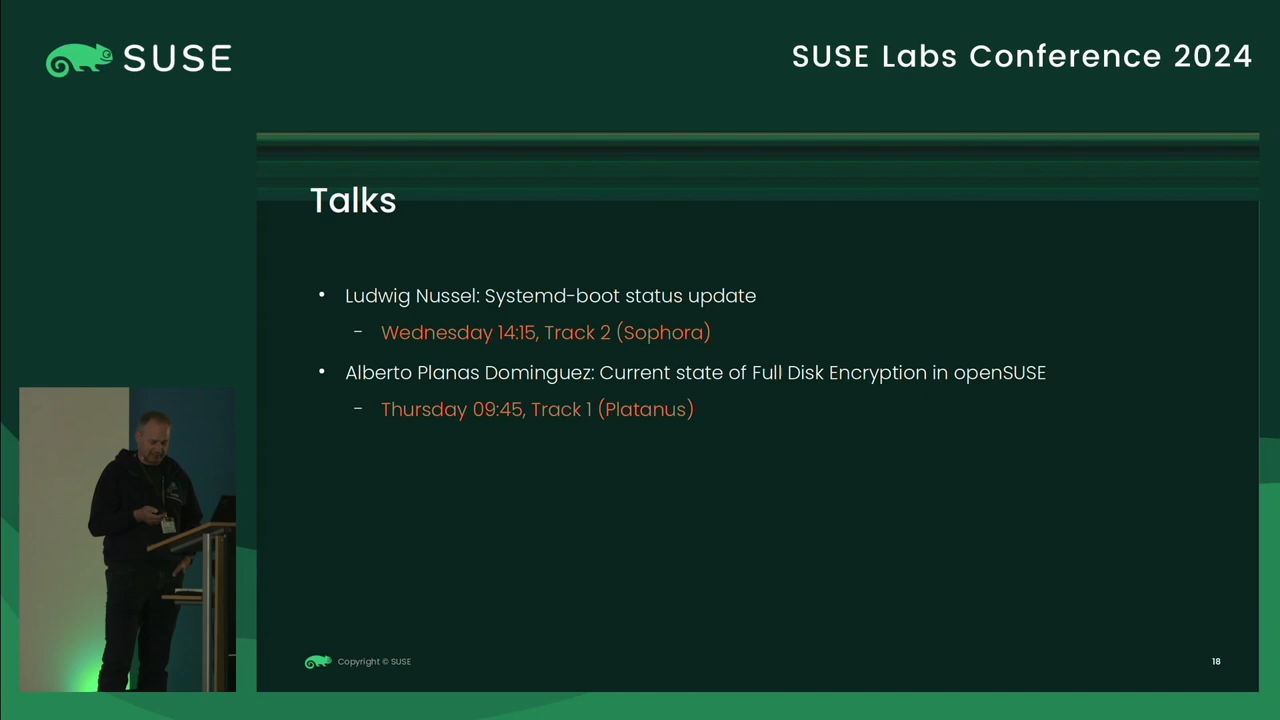 SUSE
SUSE Labs Conference 2024
Talks
• Ludwig Nussel: Systemd-boot status update
– Wednesday 14:15, Track 2 (Sophora)
• Alberto Planas Dominguez: Current state of Full Disk Encryption in openSUSE
– Thursday 09:45, Track 1 (Platanus)
Copyright © SUSE
18